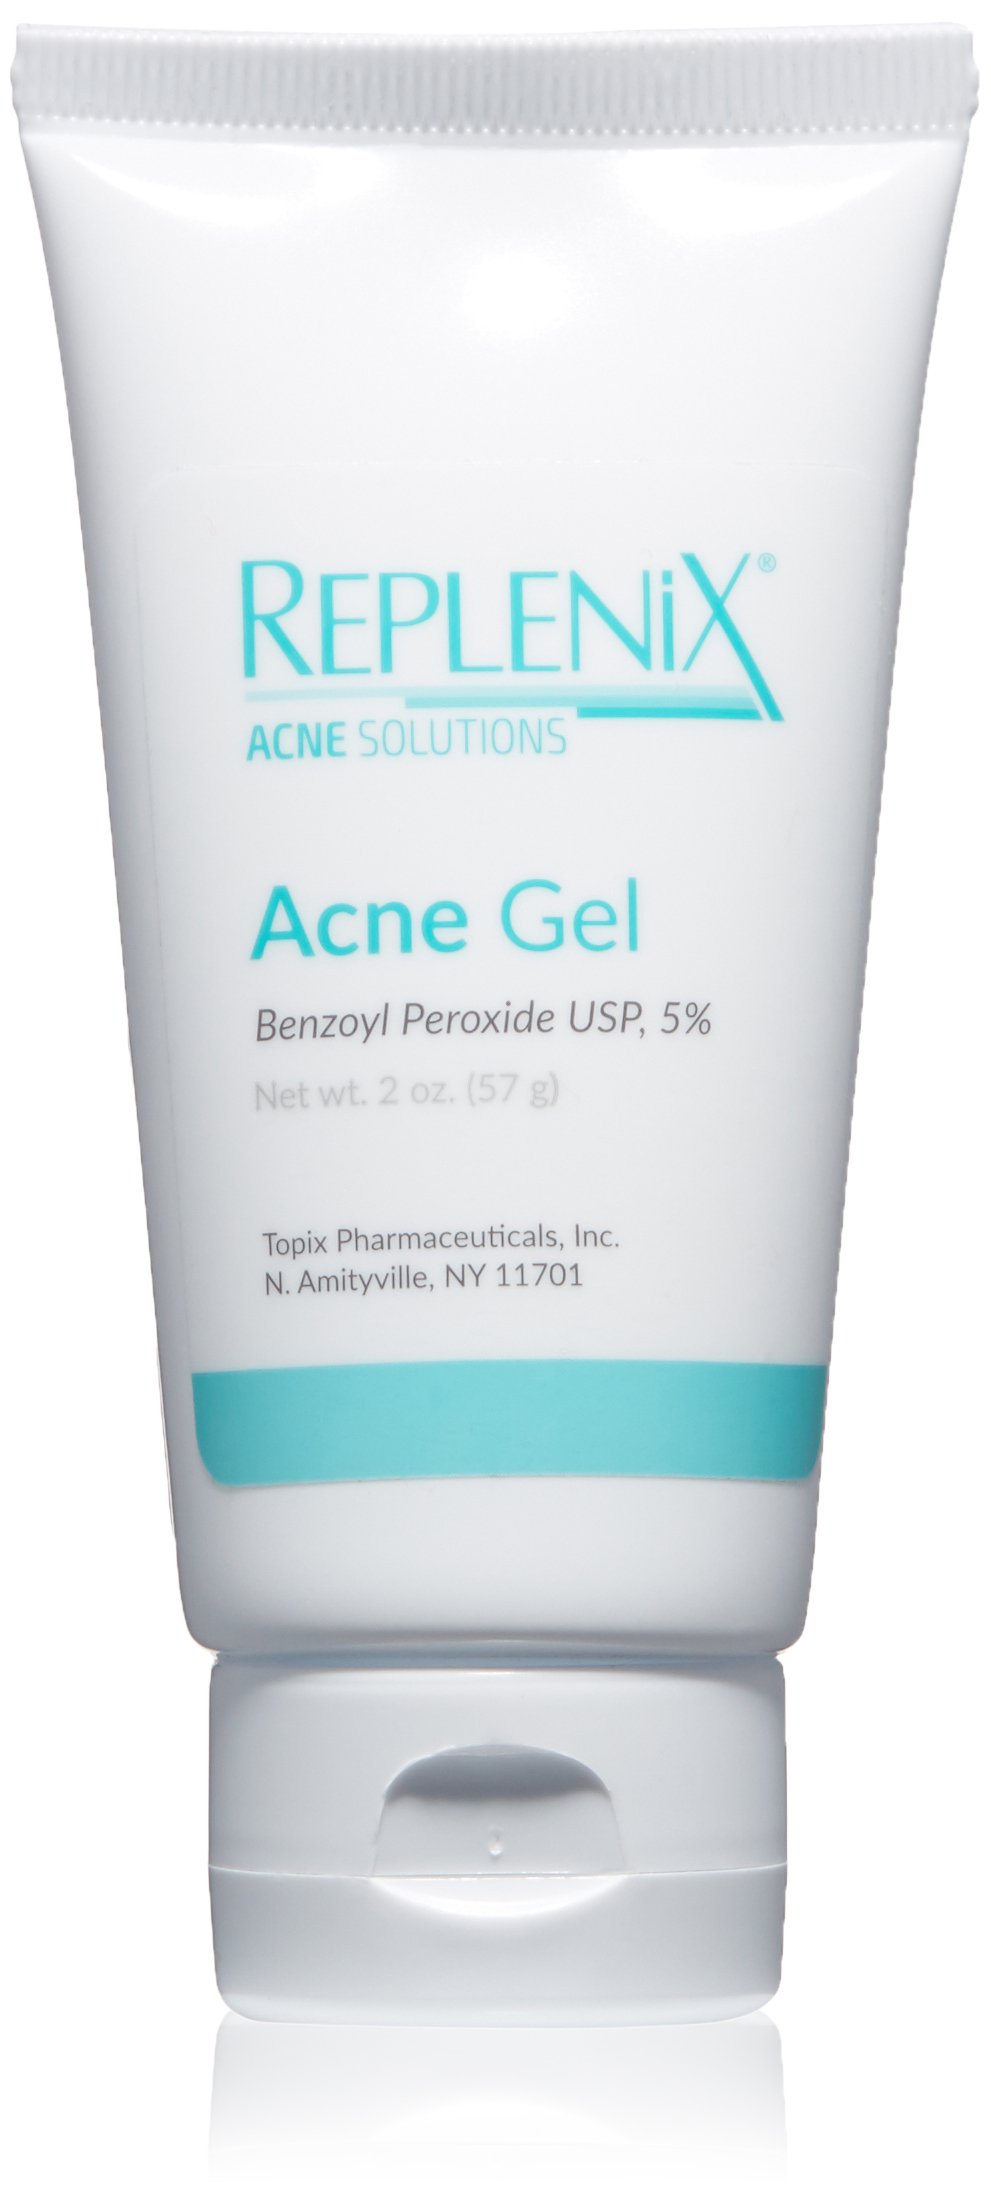 REPLENiX®
ACNE SOLUTIONS
Acne Gel
Benzoyl Peroxide USP, 5%
Net wt. 2 oz. (57 g)
Topix Pharmaceuticals, Inc.
N. Amityville, NY 11701